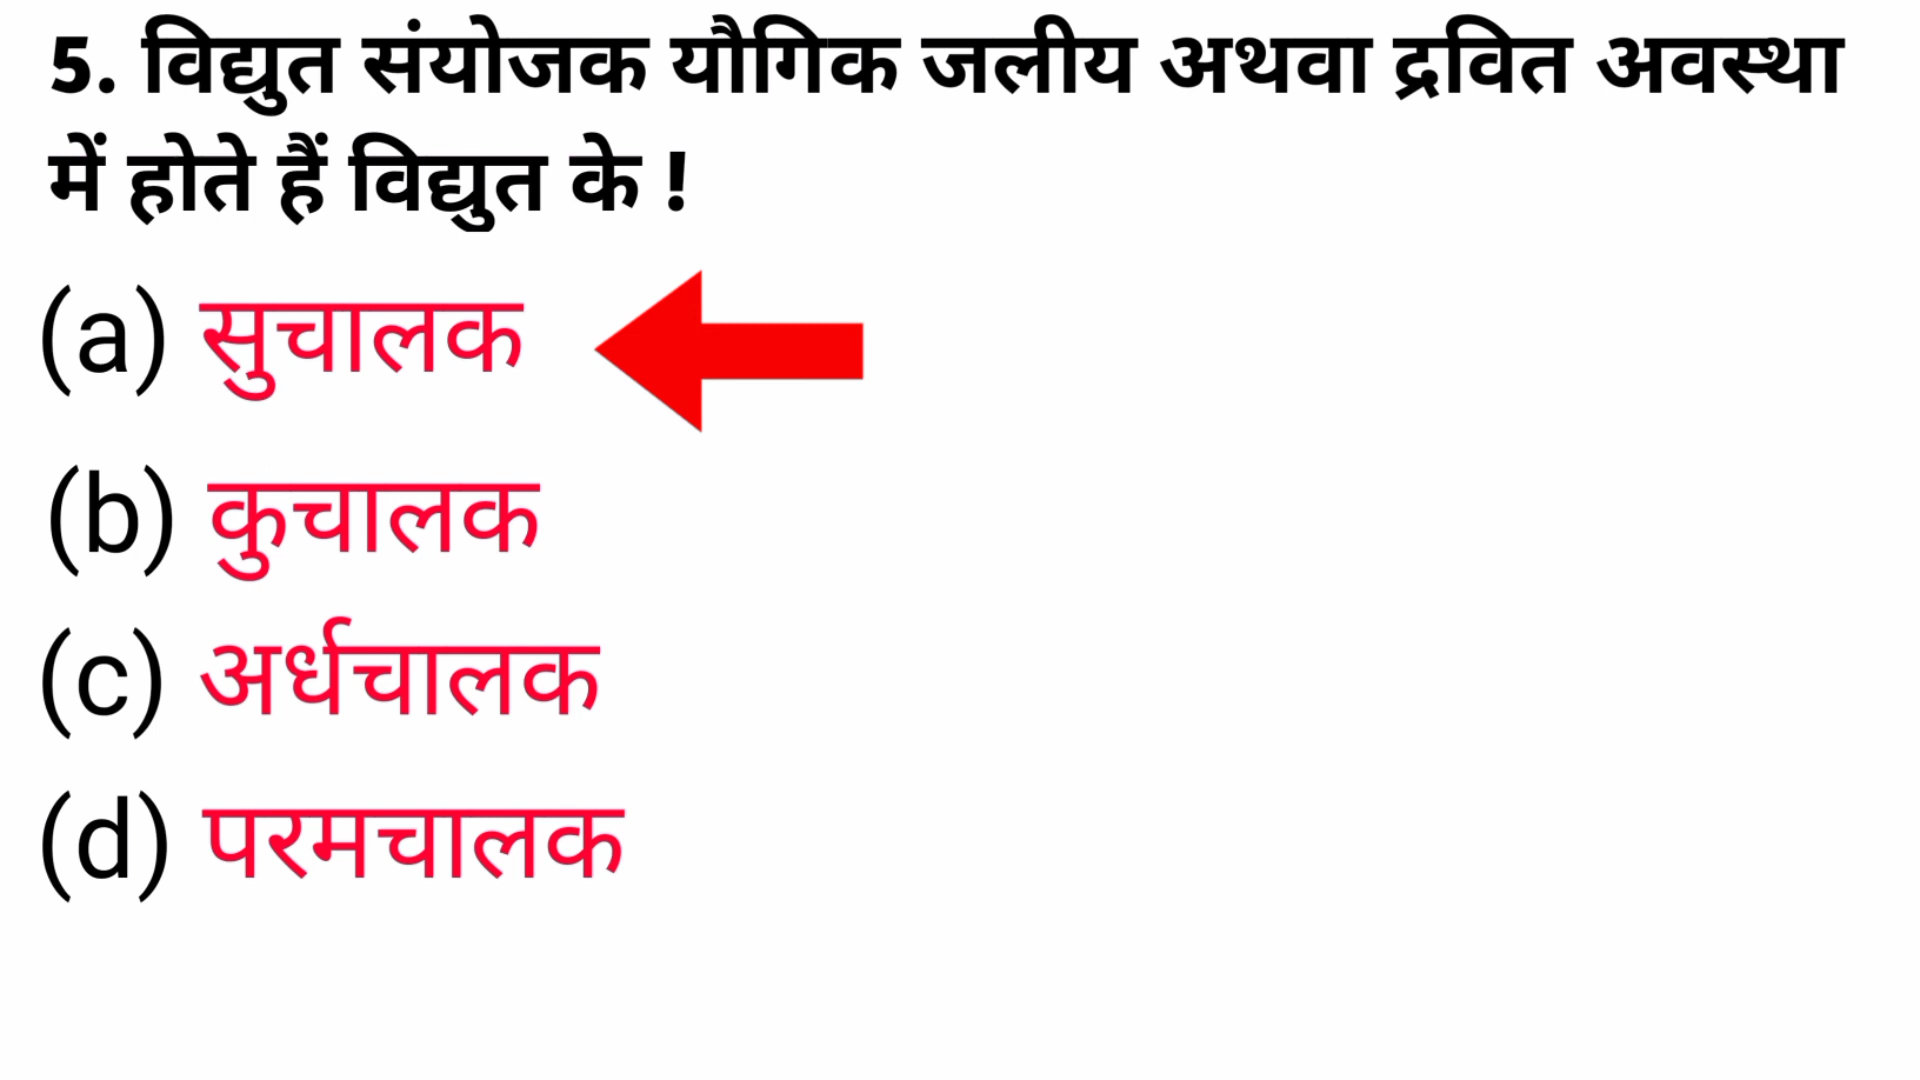 5. विद्युत संयोजक यौगिक जलीय अथवा द्रवित अवस्था
में होते हैं विद्युत के !
(a) सुचालक
(b) कुचालक
(c) अर्धचालक
(d) परमचालक